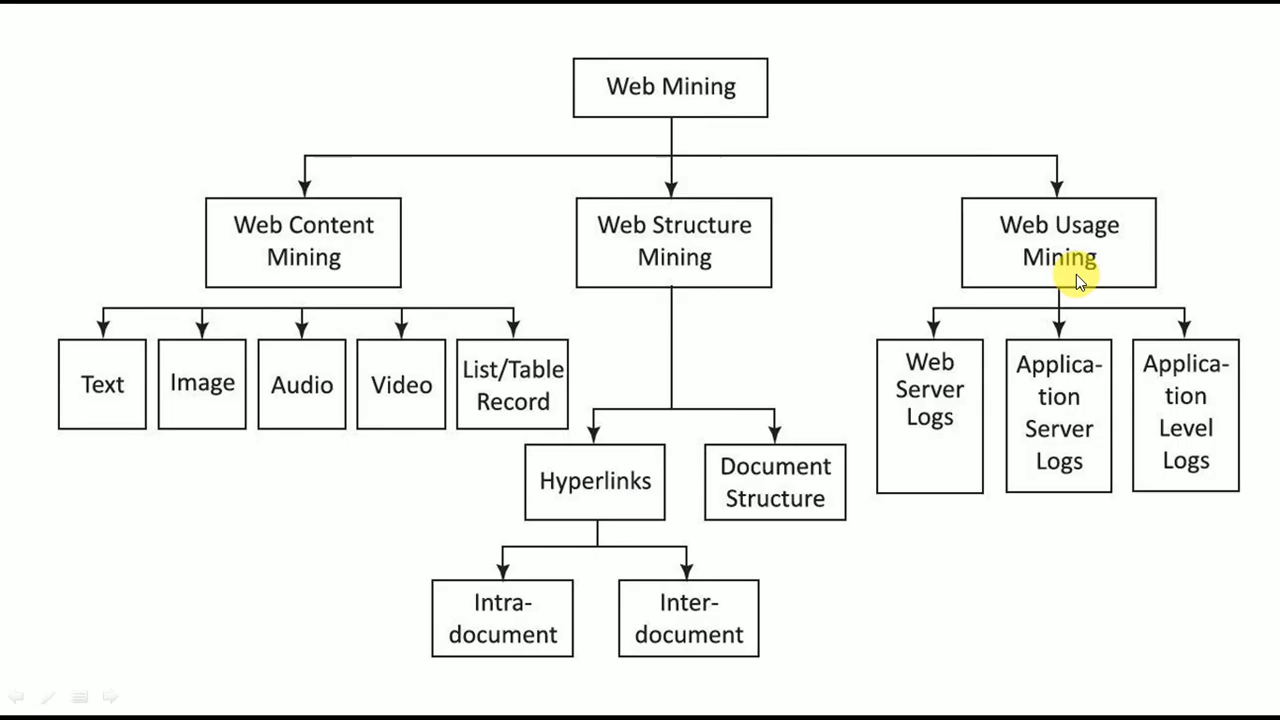 Web Mining
Web Content
Mining
Web Structure
Mining
Web Usage
Mining
Text
Image
Audio
Video
List/Table
Record
Web
Server
Logs
Applica-
tion
Server
Logs
Applica-
tion
Level
Logs
Hyperlinks
Document
Structure
Intra-
document
Inter-
document